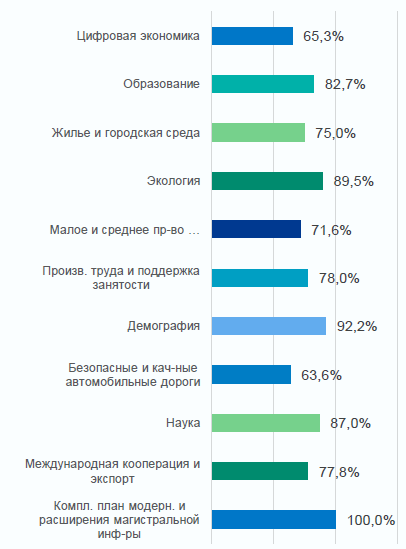 Цифровая экономика 65,3%
Образование 82,7%
Жилье и городская среда 75,0%
Экология 89,5%
Малое и среднее пр-во ... 71,6%
Произв. труда и поддержка
занятости 78,0%
Демография 92,2%
Безопасные и кач-ные
автомобильные дороги 63,6%
Наука 87,0%
Международная кооперация и
экспорт 77,8%
Компл. план модерн. и
расширения магистральной 100,0%
инф-ры